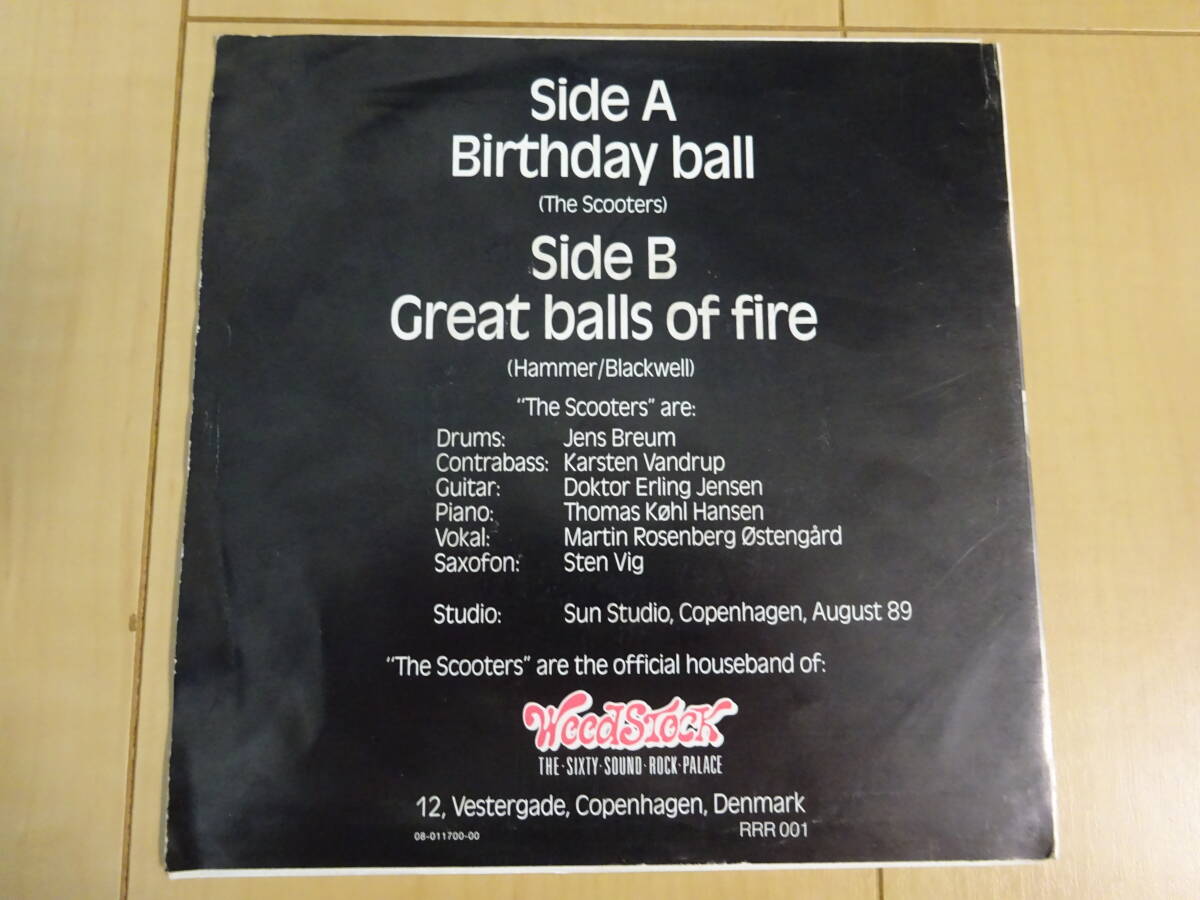 Side A
Birthday ball
(The Scooters)
Side B
Great balls of fire
(Hammer/Blackwell)
"The Scooters" are:
Drums: Jens Breum
Contrabass: Karsten Vandrup
Guitar: Doktor Erling Jensen
Piano: Thomas Køhl Hansen
Vokal: Martin Rosenberg Østengård
Saxofon: Sten Vig
Studio: Sun Studio, Copenhagen, August 89
"The Scooters" are the official houseband of:
WoodStock
THE·SIXTY·SOUND·ROCK·PALACE
12, Vestergade, Copenhagen, Denmark
08-011700-00 RRR 001